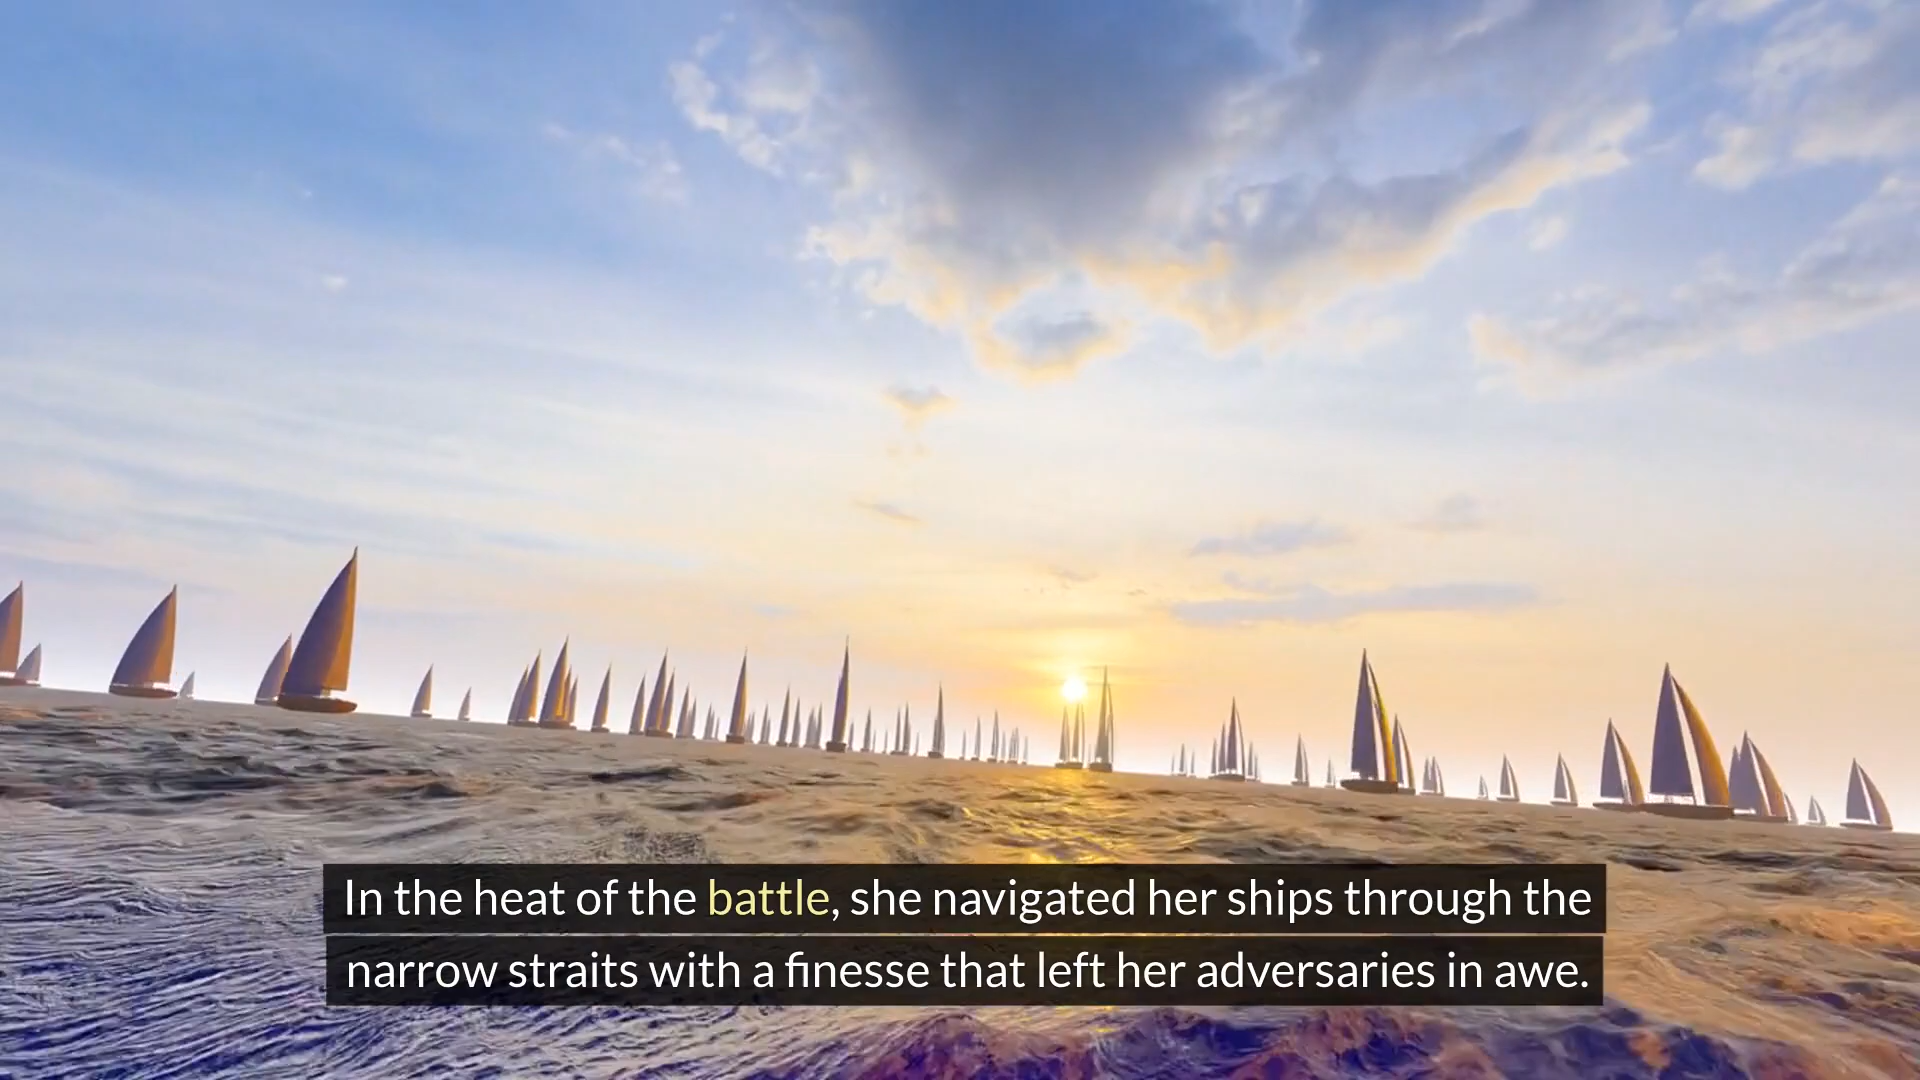 In the heat of the battle, she navigated her ships through the
narrow straits with a finesse that left her adversaries in awe.